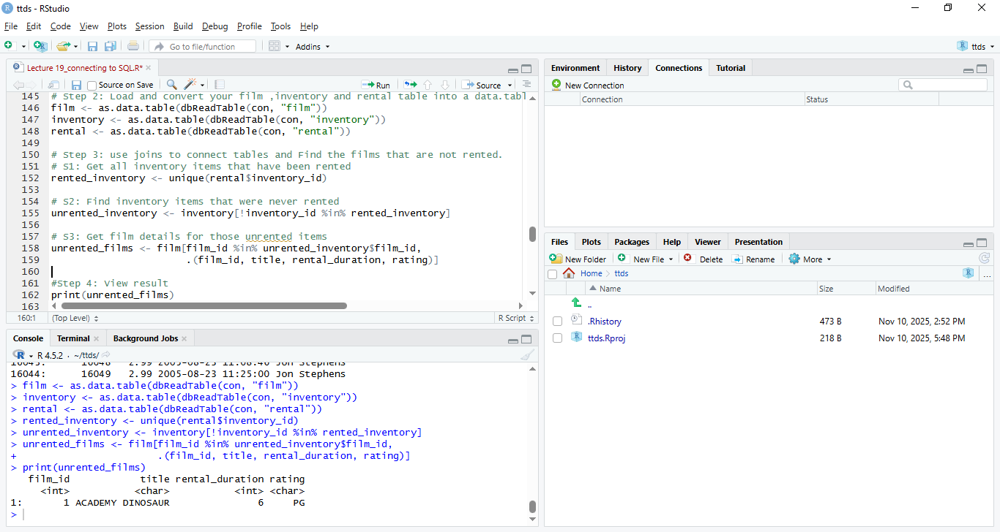 ttds - RStudio
File Edit Code View Plots Session Build Debug Profile Tools Help
Go to file/function Addins ttds
Lecture 19_connecting to SQL.R*
Source on Save Run Source
145 # Step 2: Load and convert your film ,inventory and rental table into a data.tabl
146 film <- as.data.table(dbReadTable(con, "film"))
147 inventory <- as.data.table(dbReadTable(con, "inventory"))
148 rental <- as.data.table(dbReadTable(con, "rental"))
149
150 # Step 3: use joins to connect tables and Find the films that are not rented.
151 # S1: Get all inventory items that have been rented
152 rented_inventory <- unique(rental$inventory_id)
153
154 # S2: Find inventory items that were never rented
155 unrented_inventory <- inventory[!inventory_id %in% rented_inventory]
156
157 # S3: Get film details for those unrented items
158 unrented_films <- film[film_id %in% unrented_inventory$film_id,
159 .(film_id, title, rental_duration, rating)]
160
161 #Step 4: View result
162 print(unrented_films)
163
160:1 (Top Level) R Script
Console Terminal Background Jobs
R 4.5.2 · ~/ttds/
16043: 16048 2.99 2005-08-23 11:08:46 Jon Stephens
16044: 16049 2.99 2005-08-23 11:25:00 Jon Stephens
> film <- as.data.table(dbReadTable(con, "film"))
> inventory <- as.data.table(dbReadTable(con, "inventory"))
> rental <- as.data.table(dbReadTable(con, "rental"))
> rented_inventory <- unique(rental$inventory_id)
> unrented_inventory <- inventory[!inventory_id %in% rented_inventory]
> unrented_films <- film[film_id %in% unrented_inventory$film_id,
+ .(film_id, title, rental_duration, rating)]
> print(unrented_films)
film_id title rental_duration rating
<int> <char> <int> <char>
1: 1 ACADEMY DINOSAUR 6 PG
>
Environment History Connections Tutorial
New Connection
Connection Status
Files Plots Packages Help Viewer Presentation
New Folder New File Delete Rename More
Home ttds ...
Name Size Modified
..
.Rhistory 473 B Nov 10, 2025, 2:52 PM
ttds.Rproj 218 B Nov 10, 2025, 5:48 PM